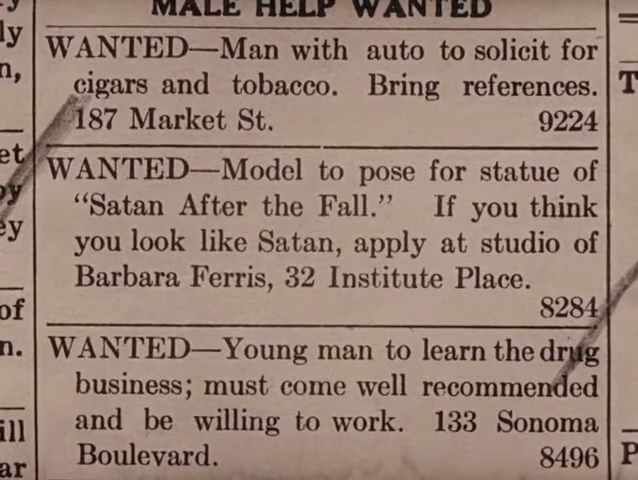 MALE HELP WANTED
WANTED—Man with auto to solicit for
cigars and tobacco. Bring references.
187 Market St. 9224
WANTED—Model to pose for statue of
“Satan After the Fall.” If you think
you look like Satan, apply at studio of
Barbara Ferris, 32 Institute Place.
8284
WANTED—Young man to learn the drug
business; must come well recommended
and be willing to work. 133 Sonoma
Boulevard. 8496